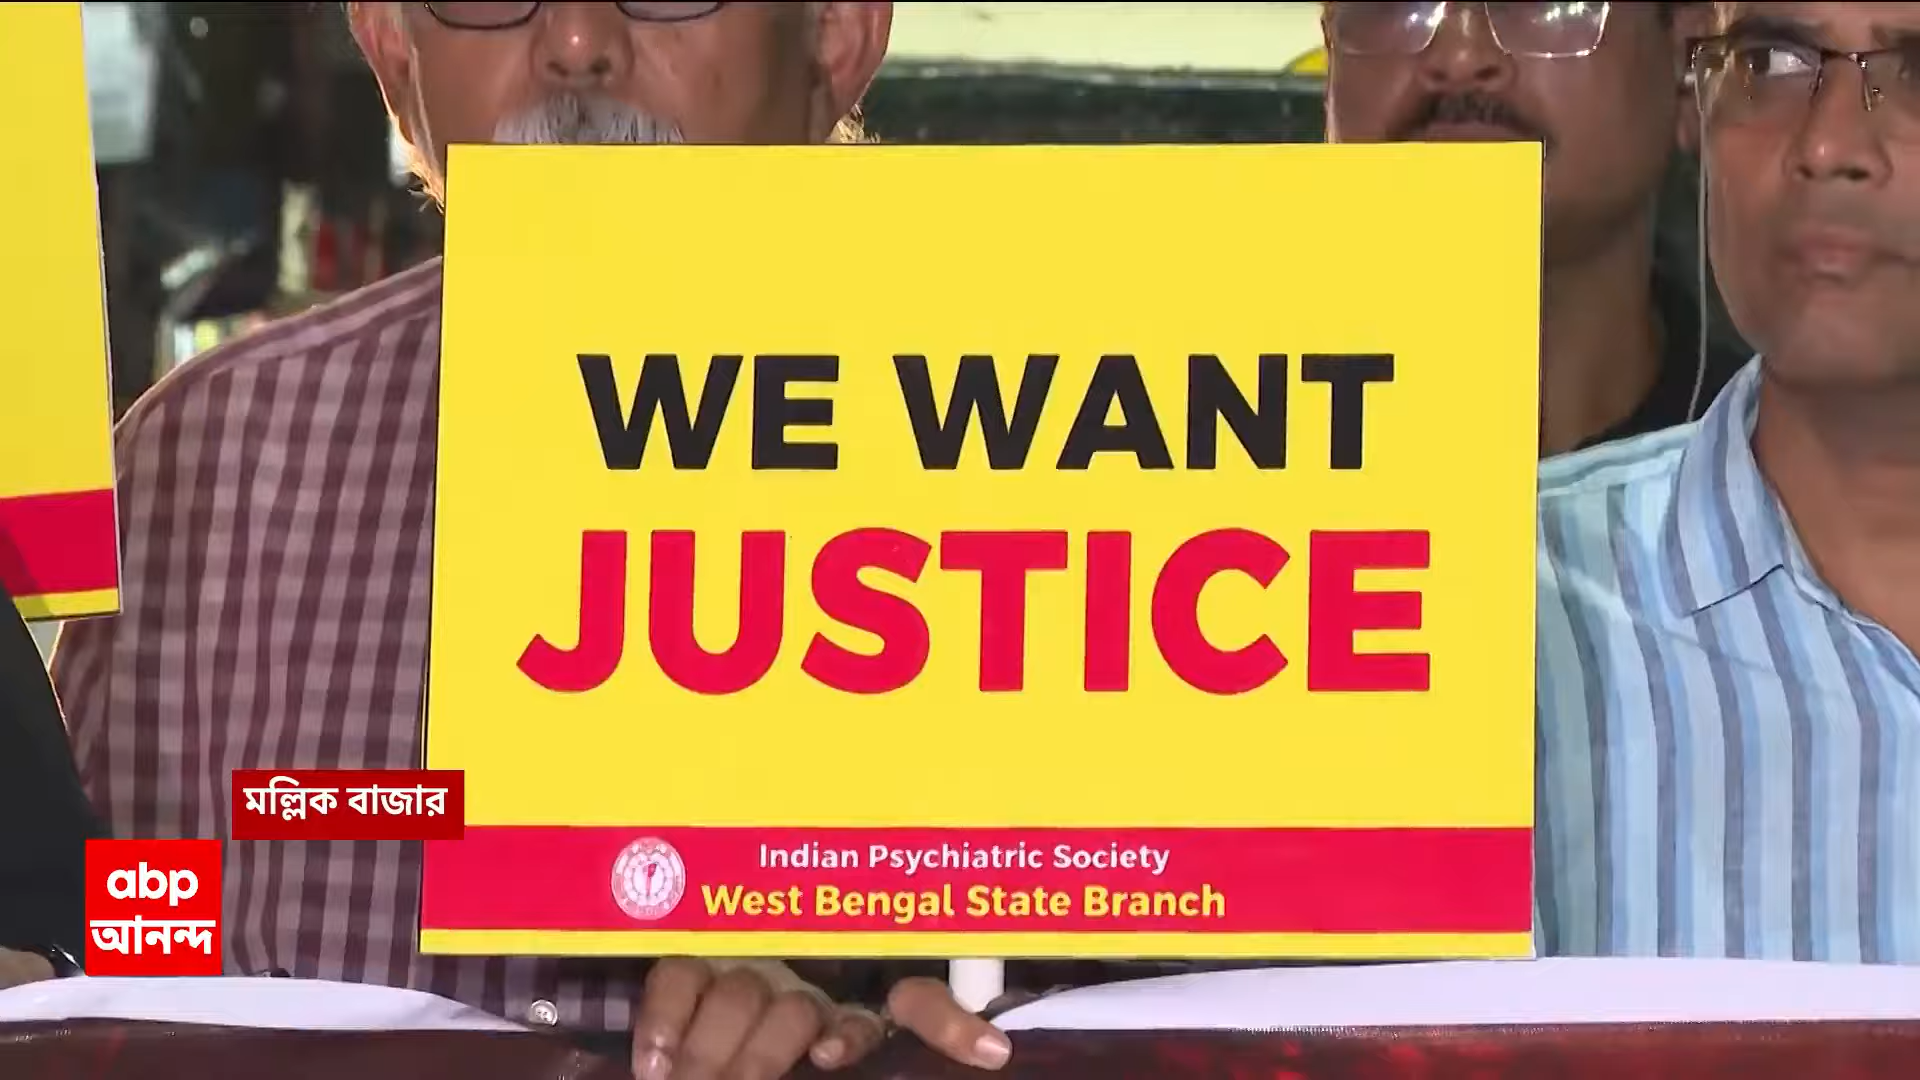 WE WANT
JUSTICE
মল্লিক বাজার
abp
আনন্দ
Indian Psychiatric Society
West Bengal State Branch